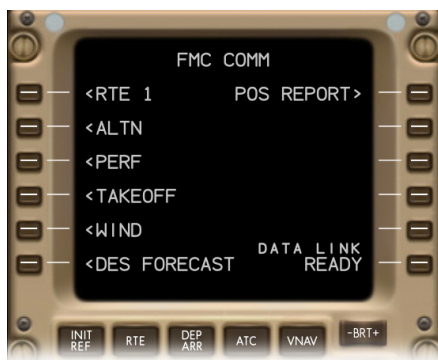 FMC COMM
<RTE 1 POS REPORT>
<ALTN
<PERF
<TAKEOFF
<WIND
DATA LINK
<DES FORECAST READY
INIT REF RTE DEP ARR ATC VNAV -BRT+